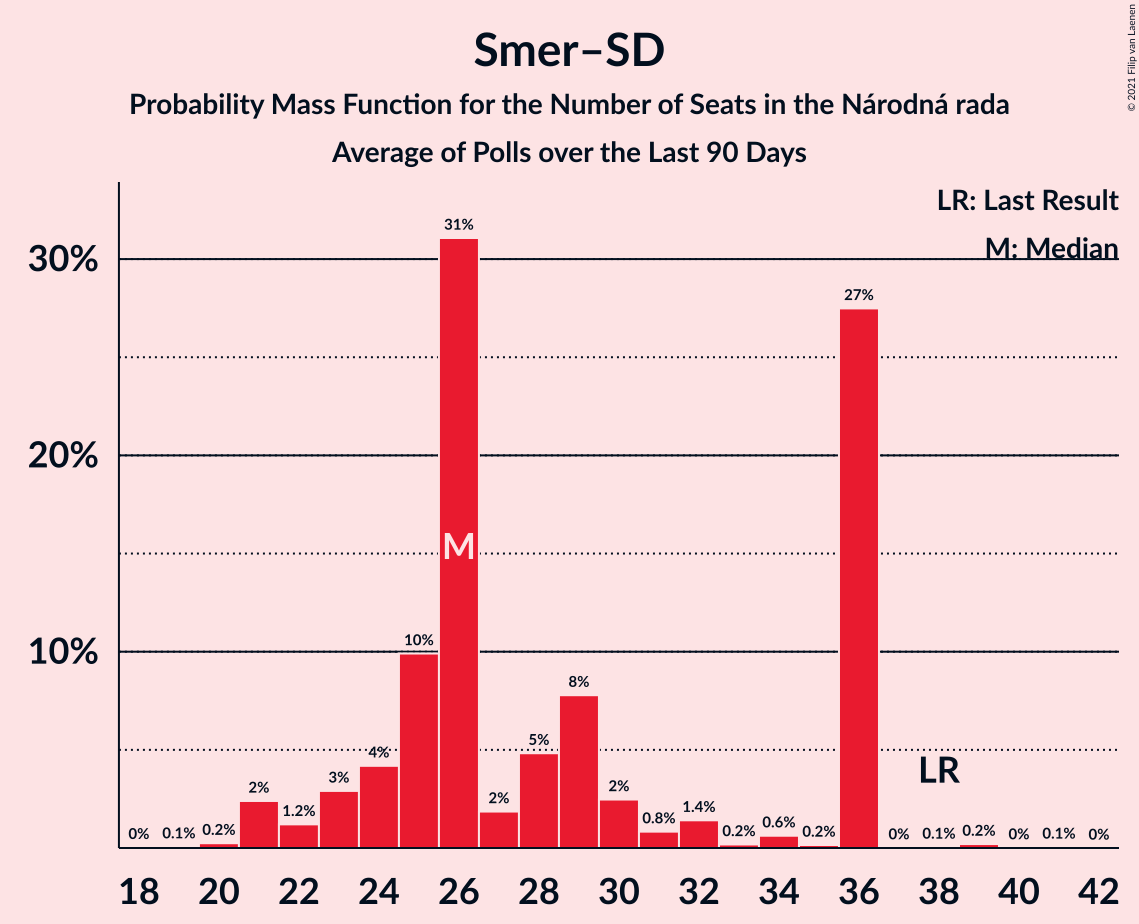 Smer–SD
Probability Mass Function for the Number of Seats in the Národná rada
Average of Polls over the Last 90 Days
© 2021 Filip van Laenen
LR: Last Result
M: Median
30%
20%
10%
0% 0.1% 0.2% 2% 1.2% 3% 4% 10% 31% 2% 5% 8% 2% 0.8% 1.4% 0.2% 0.6% 0.2% 27% 0% 0.1% 0.2% 0% 0.1% 0%
M
LR
18 20 22 24 26 28 30 32 34 36 38 40 42